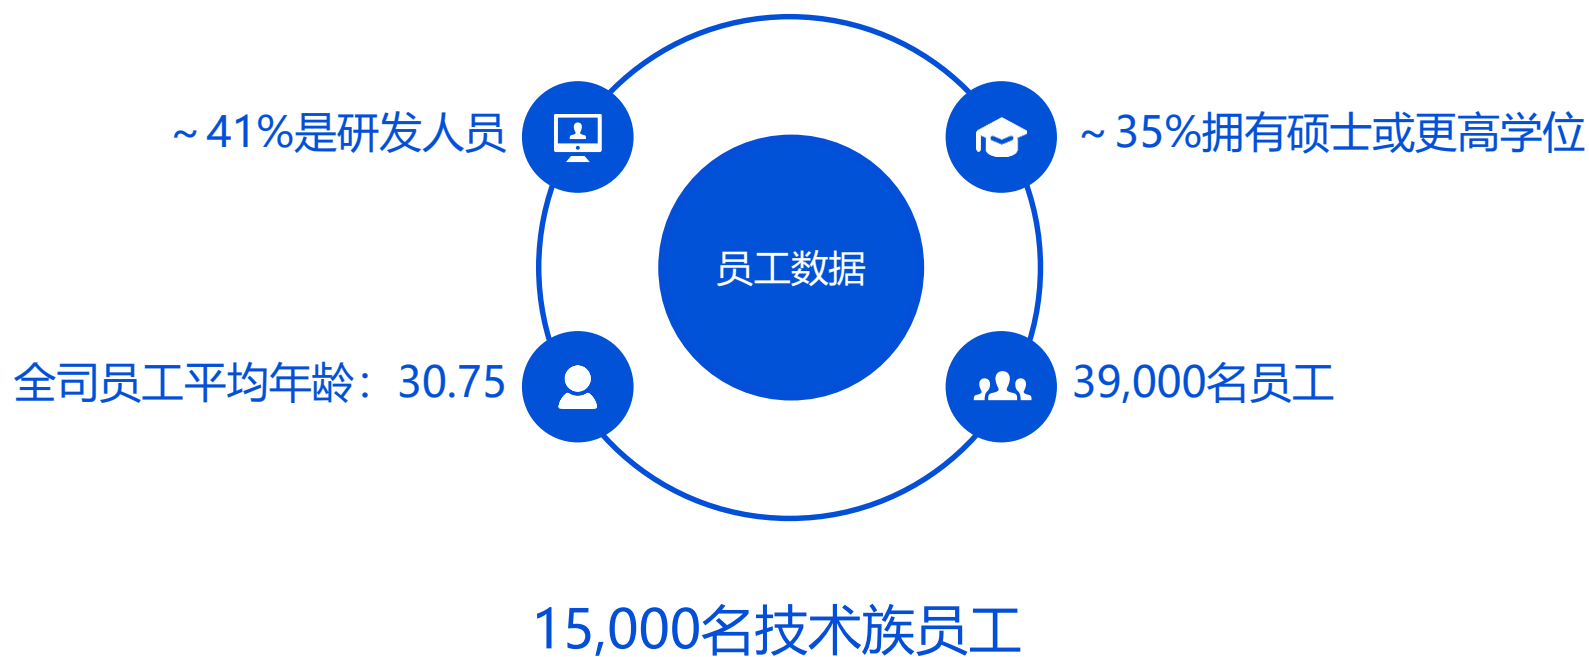 ~41%是研发人员
~35%拥有硕士或更高学位
员工数据
全司员工平均年龄：30.75
39,000名员工
15,000名技术族员工